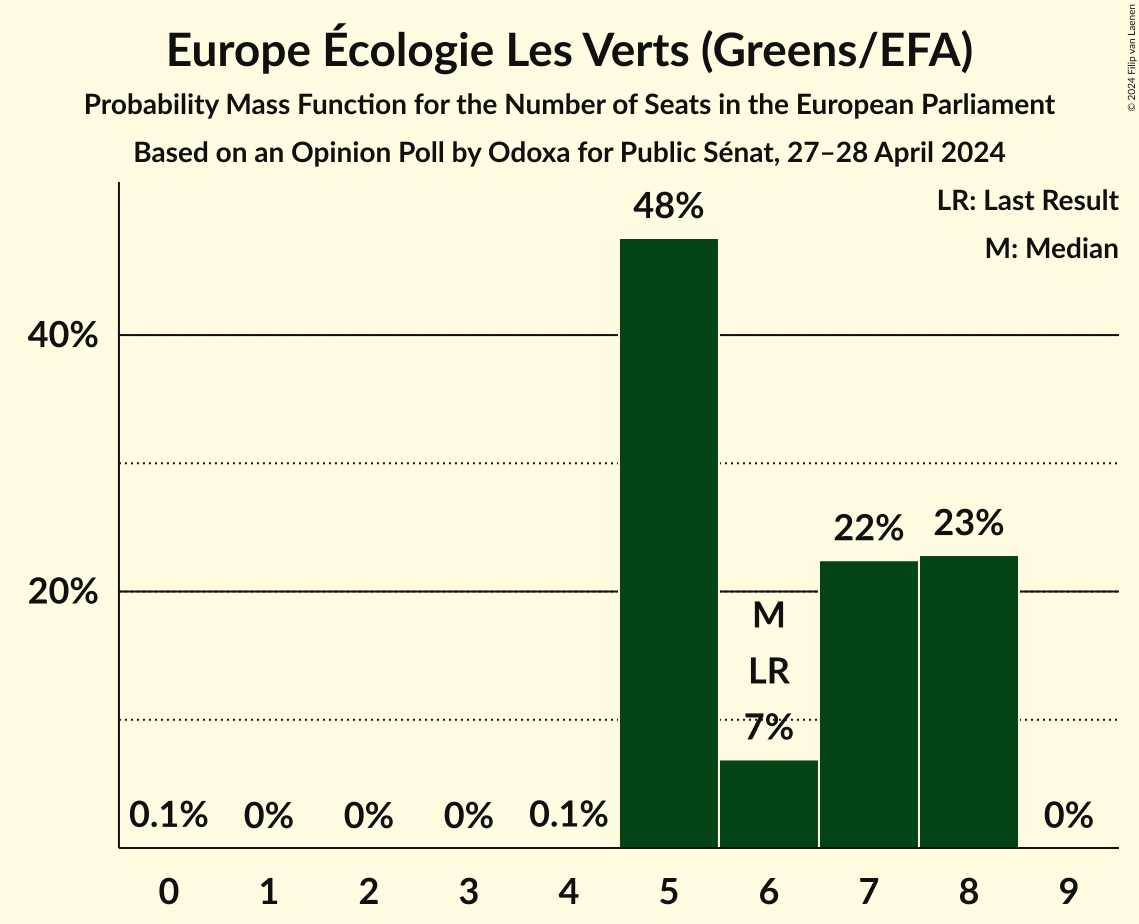 Europe Écologie Les Verts (Greens/EFA)
Probability Mass Function for the Number of Seats in the European Parliament
Based on an Opinion Poll by Odoxa for Public Sénat, 27–28 April 2024
© 2024 Filip van Laenen
LR: Last Result
M: Median
40%
20%
0.1%
0%
0%
0%
0.1%
48%
M
LR
7%
22%
23%
0%
0 1 2 3 4 5 6 7 8 9